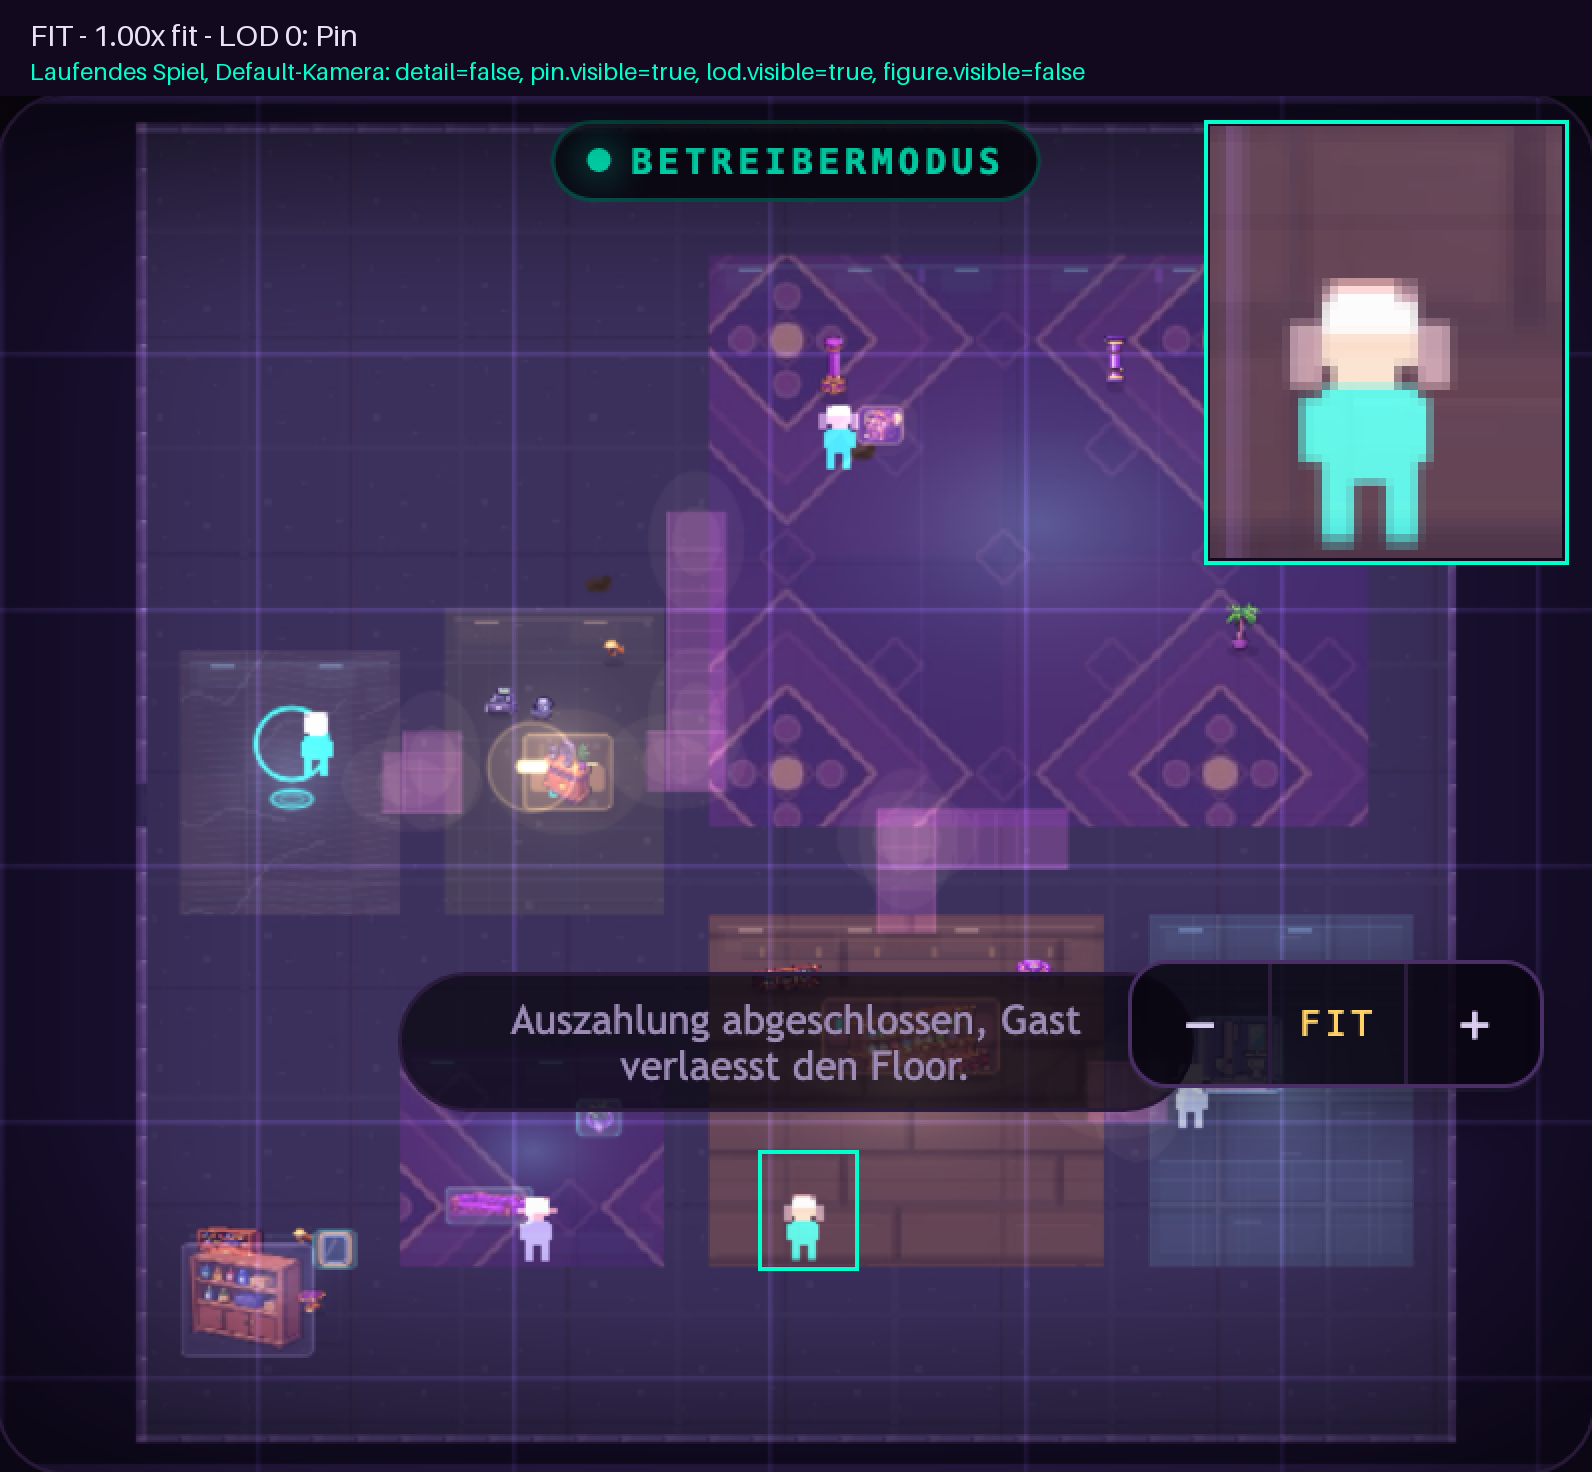 FIT - 1.00x fit - LOD 0: Pin
Laufendes Spiel, Default-Kamera: detail=false, pin.visible=true, lod.visible=true, figure.visible=false
BETREIBERMODUS
Auszahlung abgeschlossen, Gast
verlaesst den Floor.
− FIT +